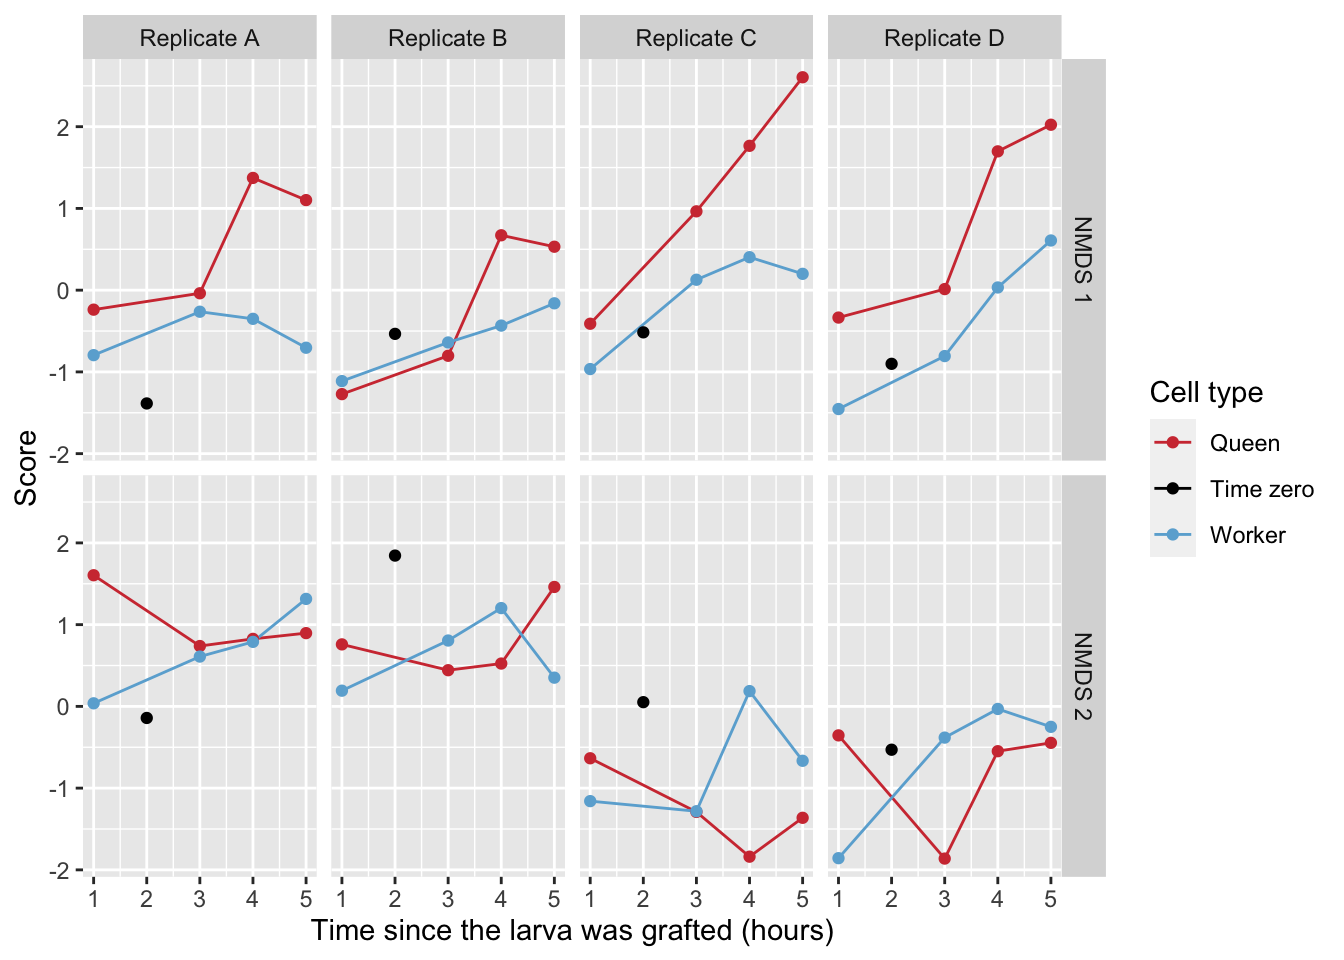 Replicate A
Replicate B
Replicate C
Replicate D
2
1
0
-1
-2
NMDS 1
Score
2
1
0
-1
-2
NMDS 2
1 2 3 4 5
1 2 3 4 5
1 2 3 4 5
1 2 3 4 5
Time since the larva was grafted (hours)
Cell type
Queen
Time zero
Worker